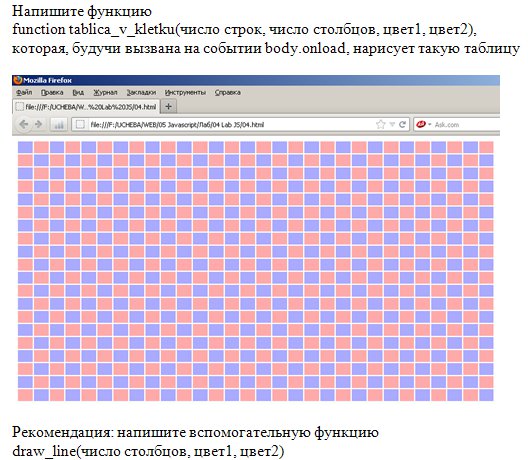 Напишите функцию
function tablica_v_kletku(число строк, число столбцов, цвет1, цвет2),
которая, будучи вызвана на событии body.onload, нарисует такую таблицу
Mozilla Firefox
Файл Правка Вид Журнал Закладки Инструменты Справка
file:///F:/UCHEBA/W...%20Lab%20JS/04.html +
file:///F:/UCHEBA/WEB/05 Javascript/Лаб/04 Lab JS/04.html Ask.com
Рекомендация: напишите вспомогательную функцию
draw_line(число столбцов, цвет1, цвет2)